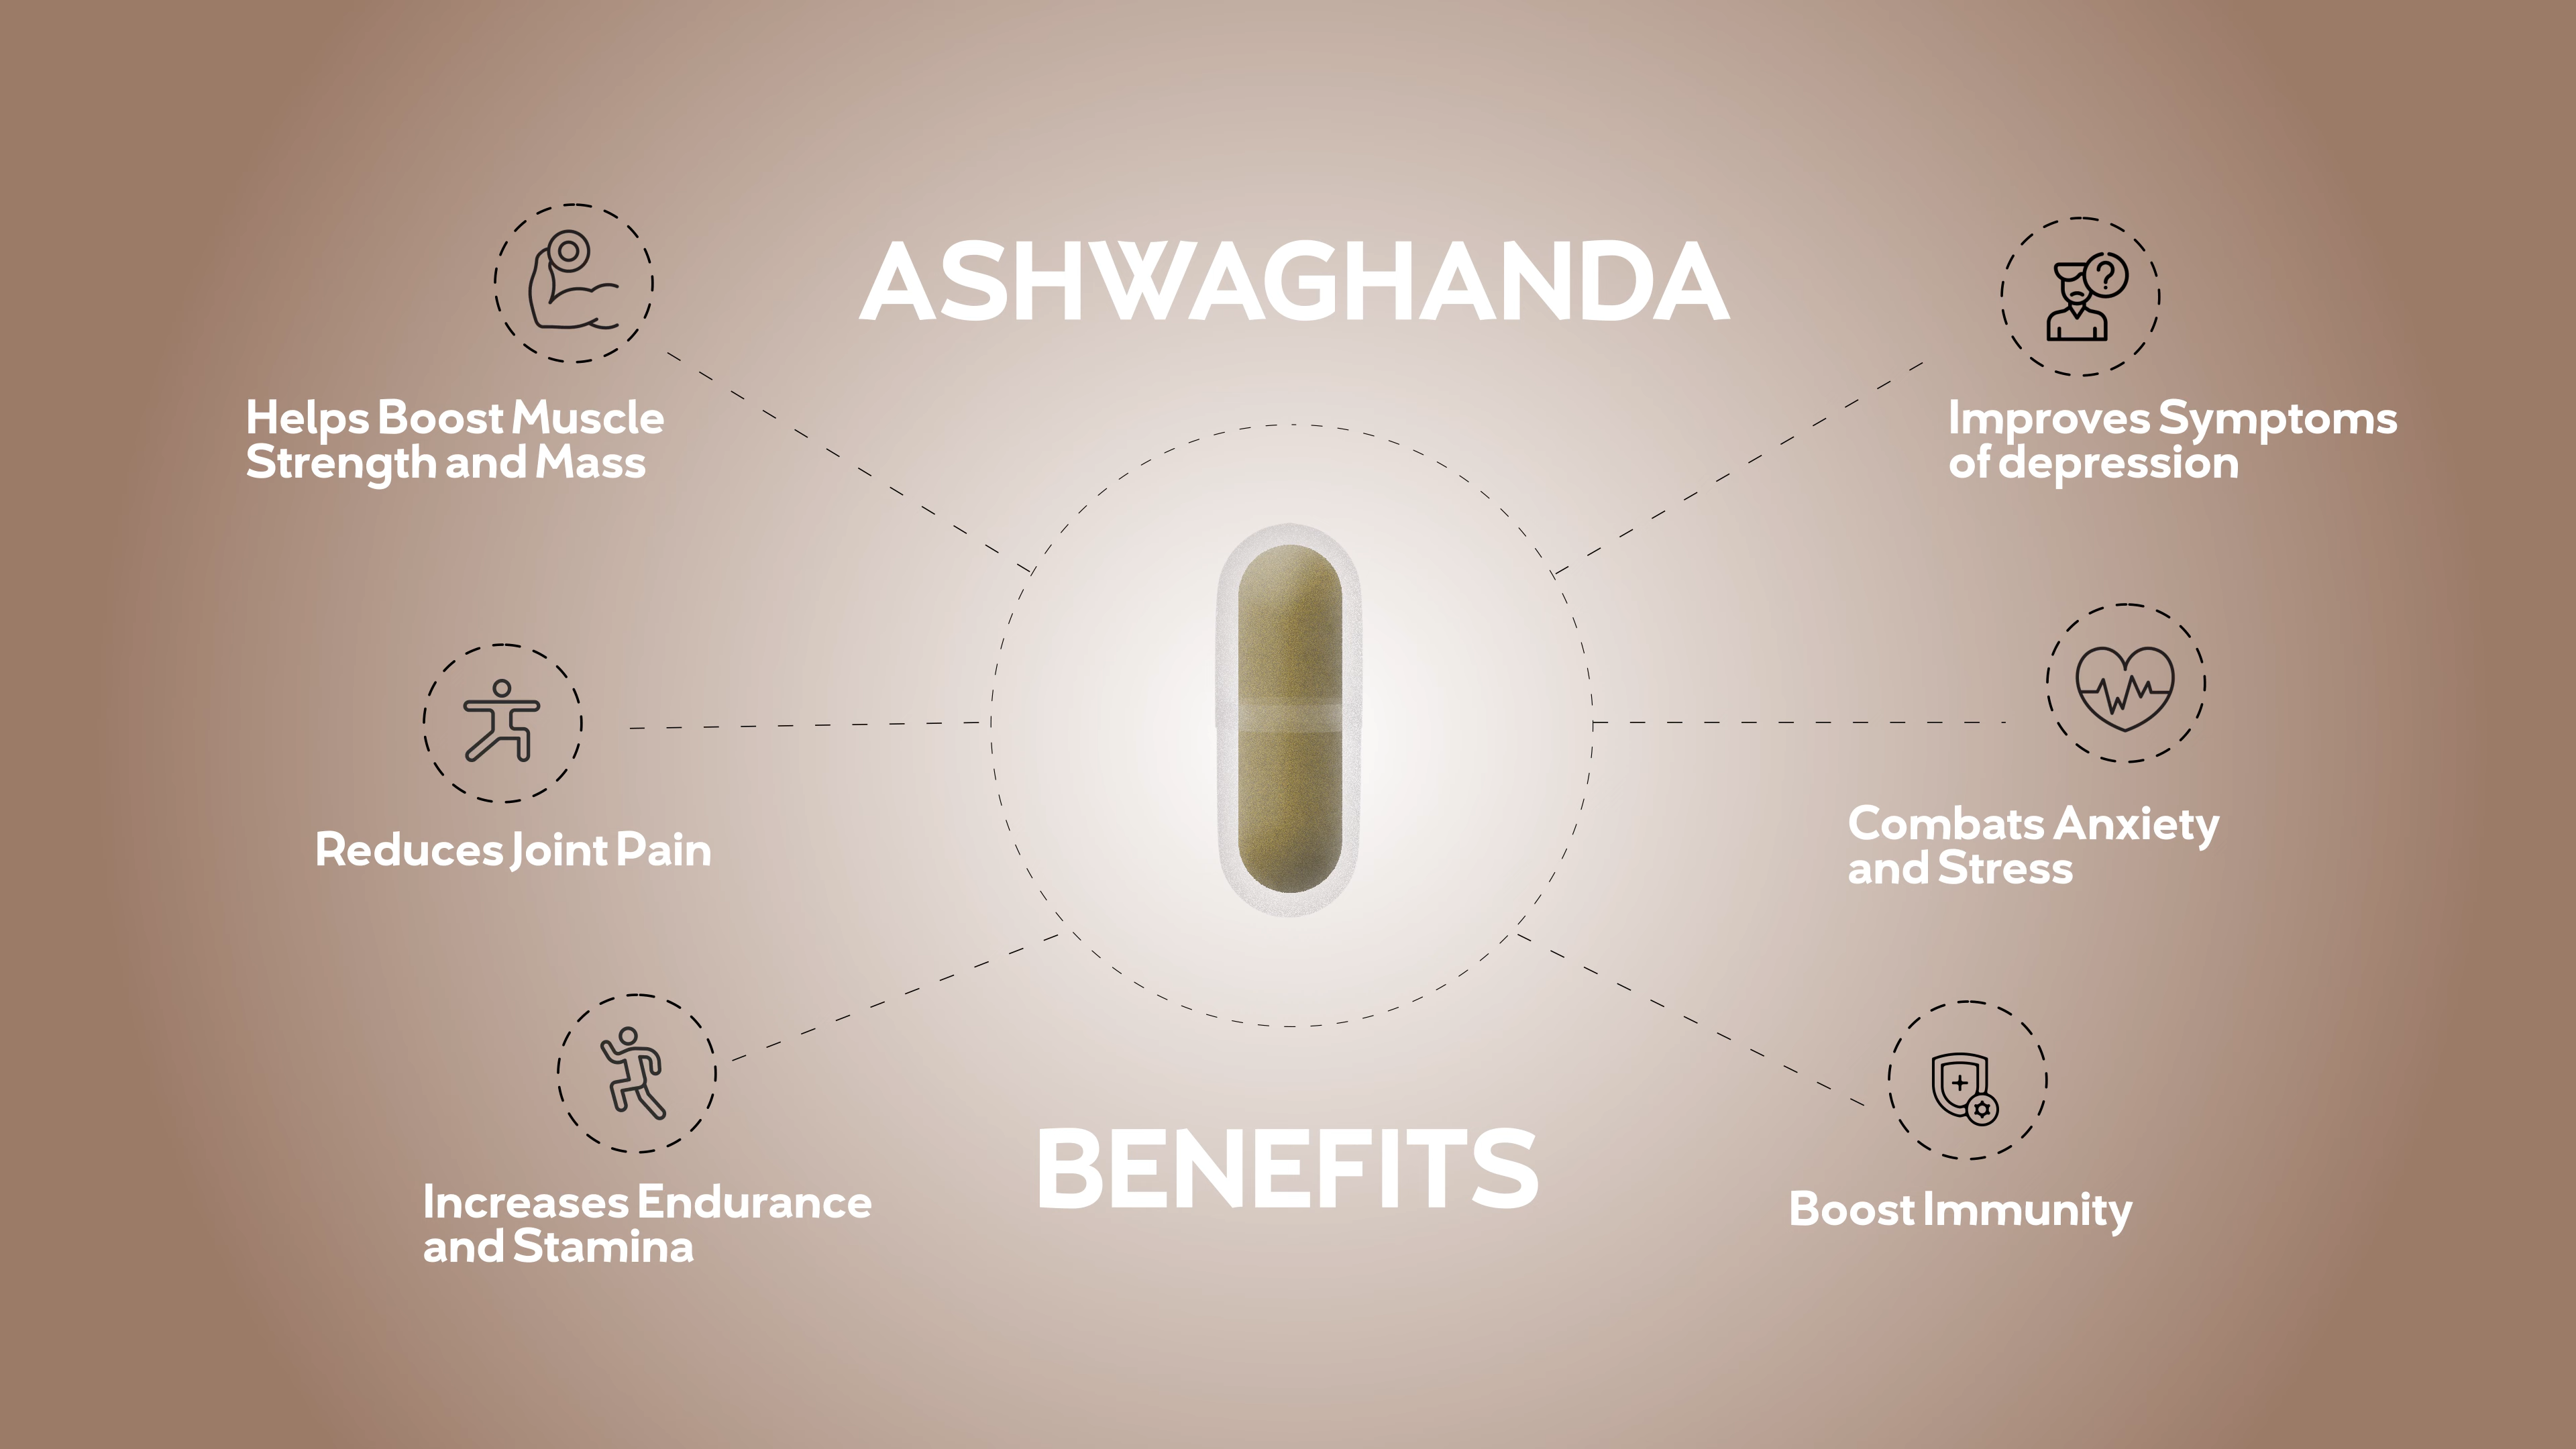 ASHWAGHANDA
Helps Boost Muscle
Strength and Mass
Improves Symptoms
of depression
Reduces Joint Pain
Combats Anxiety
and Stress
Increases Endurance
and Stamina
BENEFITS
Boost Immunity